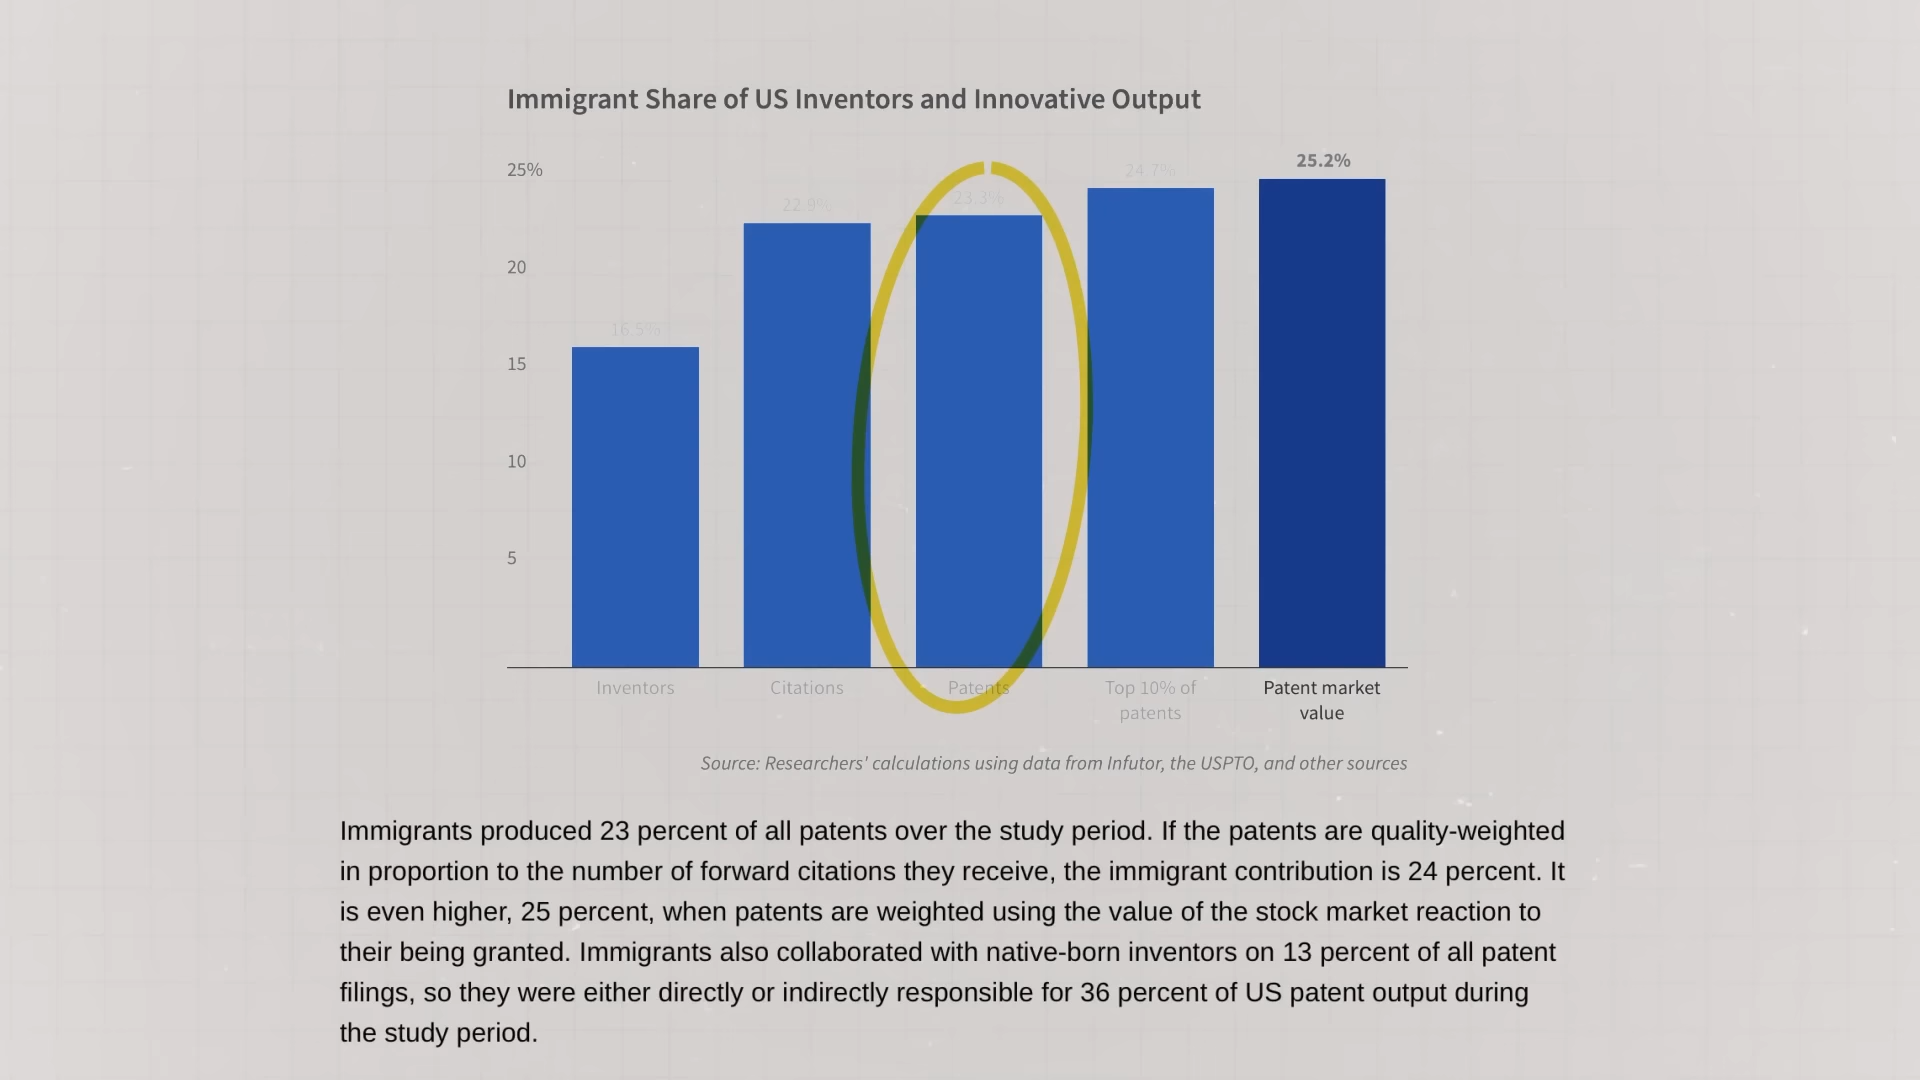 Immigrant Share of US Inventors and Innovative Output
25%
20
15
10
5
16.5%
22.9%
23.3%
24.7%
25.2%
Inventors
Citations
Patents
Top 10% of
patents
Patent market
value
Source: Researchers' calculations using data from Infutor, the USPTO, and other sources
Immigrants produced 23 percent of all patents over the study period. If the patents are quality-weighted
in proportion to the number of forward citations they receive, the immigrant contribution is 24 percent. It
is even higher, 25 percent, when patents are weighted using the value of the stock market reaction to
their being granted. Immigrants also collaborated with native-born inventors on 13 percent of all patent
filings, so they were either directly or indirectly responsible for 36 percent of US patent output during
the study period.